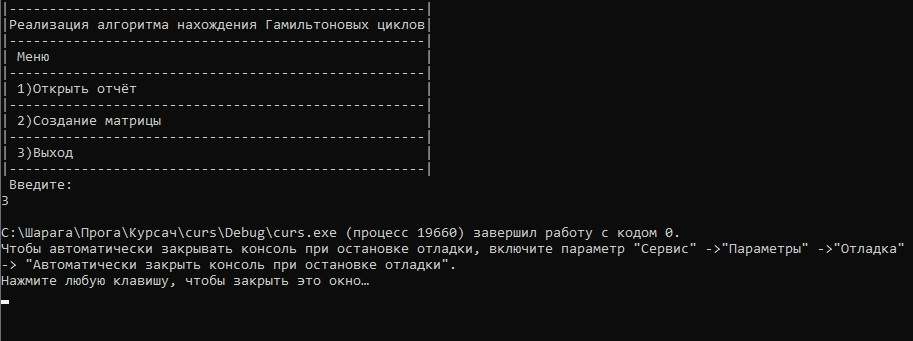 |----------------------------------------------------|
|Реализация алгоритма нахождения Гамильтоновых циклов|
|----------------------------------------------------|
| Меню                                               |
|----------------------------------------------------|
| 1)Открыть отчёт                                    |
|----------------------------------------------------|
| 2)Создание матрицы                                 |
|----------------------------------------------------|
| 3)Выход                                            |
|----------------------------------------------------|
 Введите:
3
C:\Шарага\Прога\Курсач\curs\Debug\curs.exe (процесс 19660) завершил работу с кодом 0.
Чтобы автоматически закрывать консоль при остановке отладки, включите параметр "Сервис" ->"Параметры" ->"Отладка"
-> "Автоматически закрыть консоль при остановке отладки".
Нажмите любую клавишу, чтобы закрыть это окно…